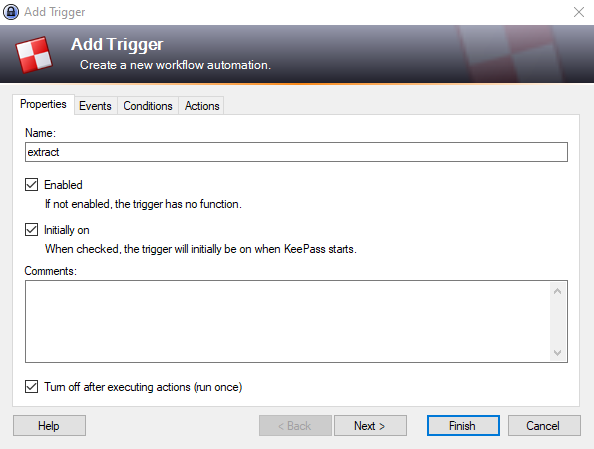 Add Trigger
Add Trigger
Create a new workflow automation.
Properties Events Conditions Actions
Name:
extract
Enabled
If not enabled, the trigger has no function.
Initially on
When checked, the trigger will initially be on when KeePass starts.
Comments:
Turn off after executing actions (run once)
Help < Back Next > Finish Cancel